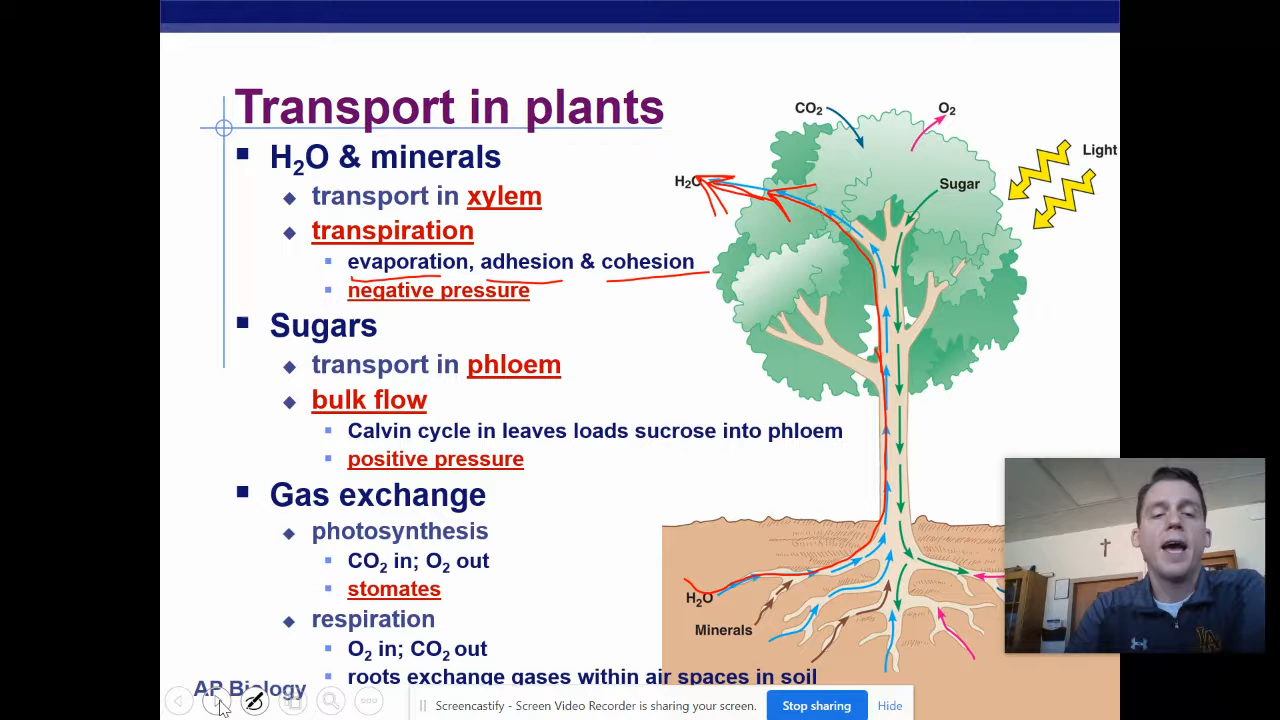 Transport in plants
H₂O & minerals
transport in xylem
transpiration
evaporation, adhesion & cohesion
negative pressure
Sugars
transport in phloem
bulk flow
Calvin cycle in leaves loads sucrose into phloem
positive pressure
Gas exchange
photosynthesis
CO₂ in; O₂ out
stomates
respiration
O₂ in; CO₂ out
roots exchange gases within air spaces in soil
AP Biology
CO₂
O₂
Light
H₂O
Sugar
H₂O
Minerals
Screencastify - Screen Video Recorder is sharing your screen.
Stop sharing
Hide
LA